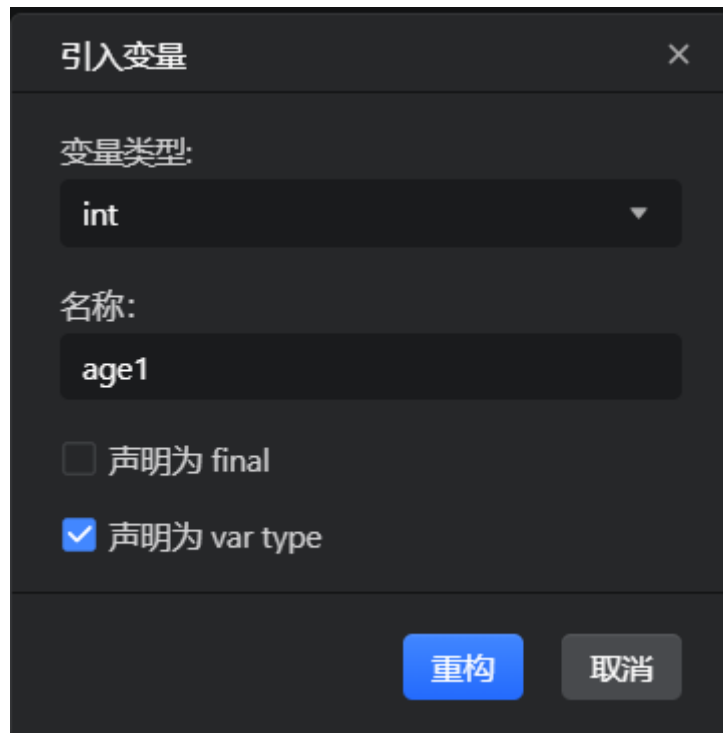 引入变量
变量类型:
int
名称:
age1
声明为 final
声明为 var type
重构 取消